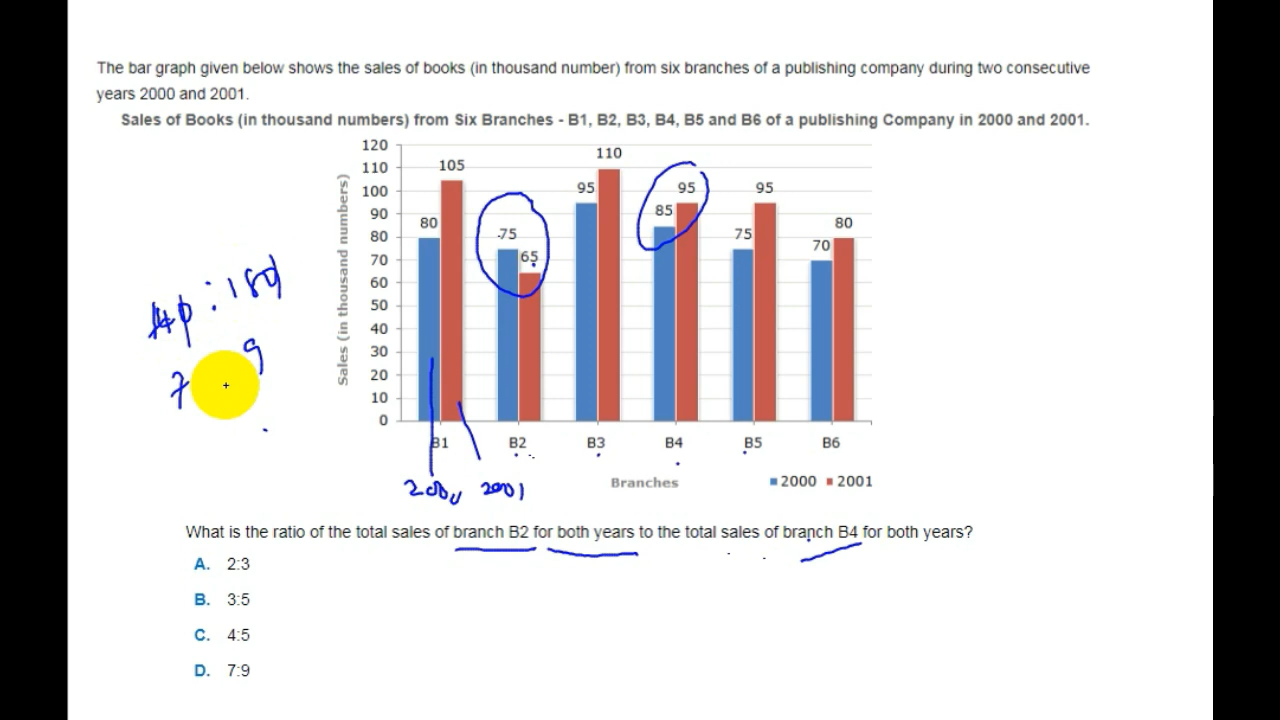 The bar graph given below shows the sales of books (in thousand number) from six branches of a publishing company during two consecutive
years 2000 and 2001.
Sales of Books (in thousand numbers) from Six Branches - B1, B2, B3, B4, B5 and B6 of a publishing Company in 2000 and 2001.
Sales (in thousand numbers)
120
110
100
90
80
70
60
50
40
30
20
10
0
80 105
75 65
95 110
85 95
75 95
70 80
B1 B2 B3 B4 B5 B6
Branches
2000 2001
2000 2001
: 180
7 9
What is the ratio of the total sales of branch B2 for both years to the total sales of branch B4 for both years?
A. 2:3
B. 3:5
C. 4:5
D. 7:9